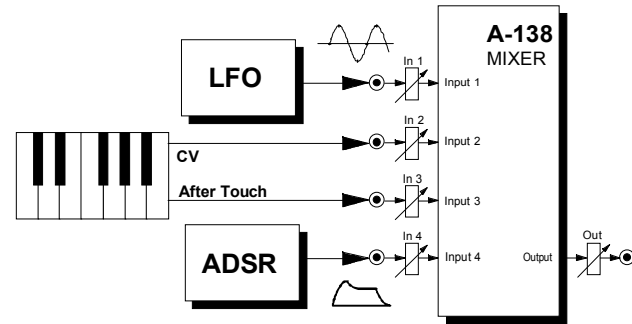 A-138
MIXER
LFO
In 1
Input 1
In 2
Input 2
CV
After Touch
In 3
Input 3
ADSR
In 4
Input 4
Output
Out